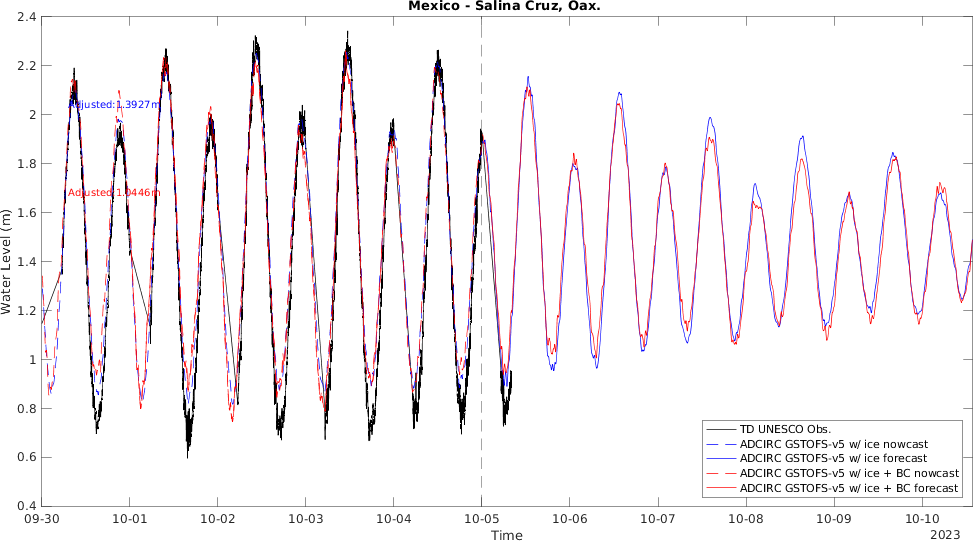 Mexico - Salina Cruz, Oax.
2.4
2.2
2
1.8
1.6
1.4
1.2
1
0.8
0.6
0.4
Water Level (m)
Adjusted:1.3927m
Adjusted:1.0446m
TD UNESCO Obs.
ADCIRC GSTOFS-v5 w/ ice nowcast
ADCIRC GSTOFS-v5 w/ ice forecast
ADCIRC GSTOFS-v5 w/ ice + BC nowcast
ADCIRC GSTOFS-v5 w/ ice + BC forecast
09-30 10-01 10-02 10-03 10-04 10-05 10-06 10-07 10-08 10-09 10-10
Time
2023